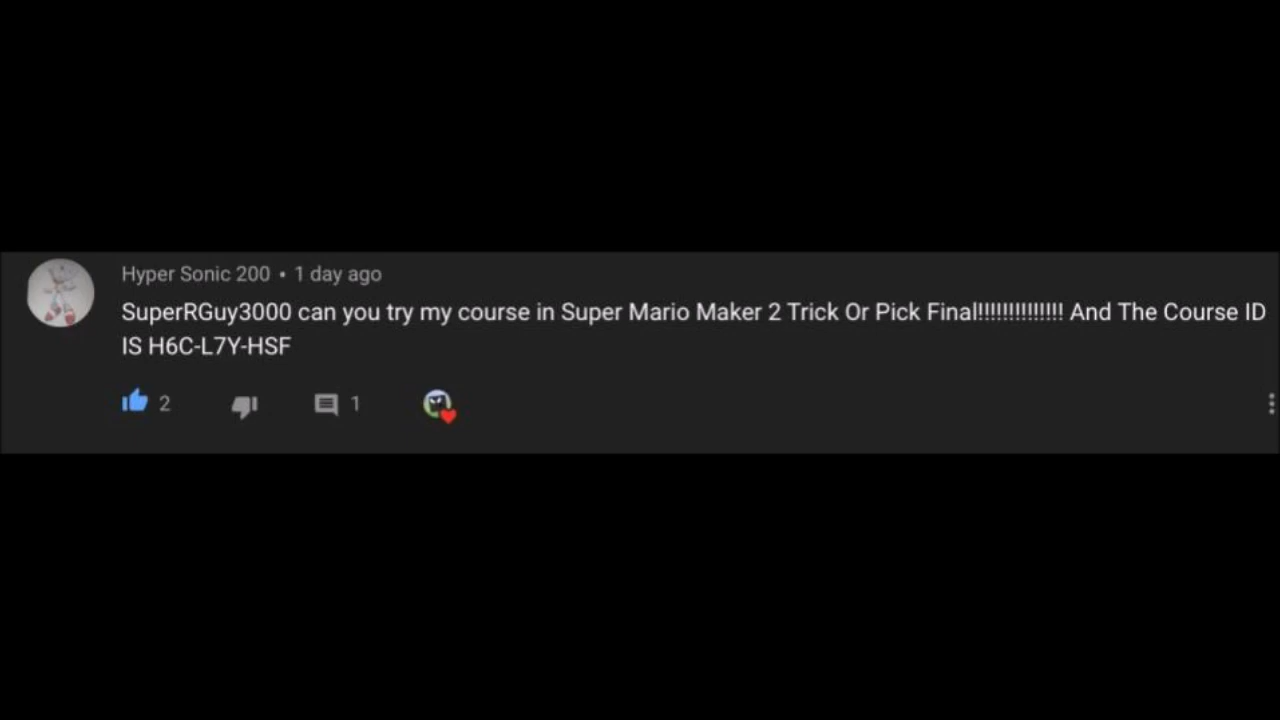 Hyper Sonic 200 • 1 day ago
SuperRGuy3000 can you try my course in Super Mario Maker 2 Trick Or Pick Final!!!!!!!!!!!!!! And The Course ID
IS H6C-L7Y-HSF
2 1